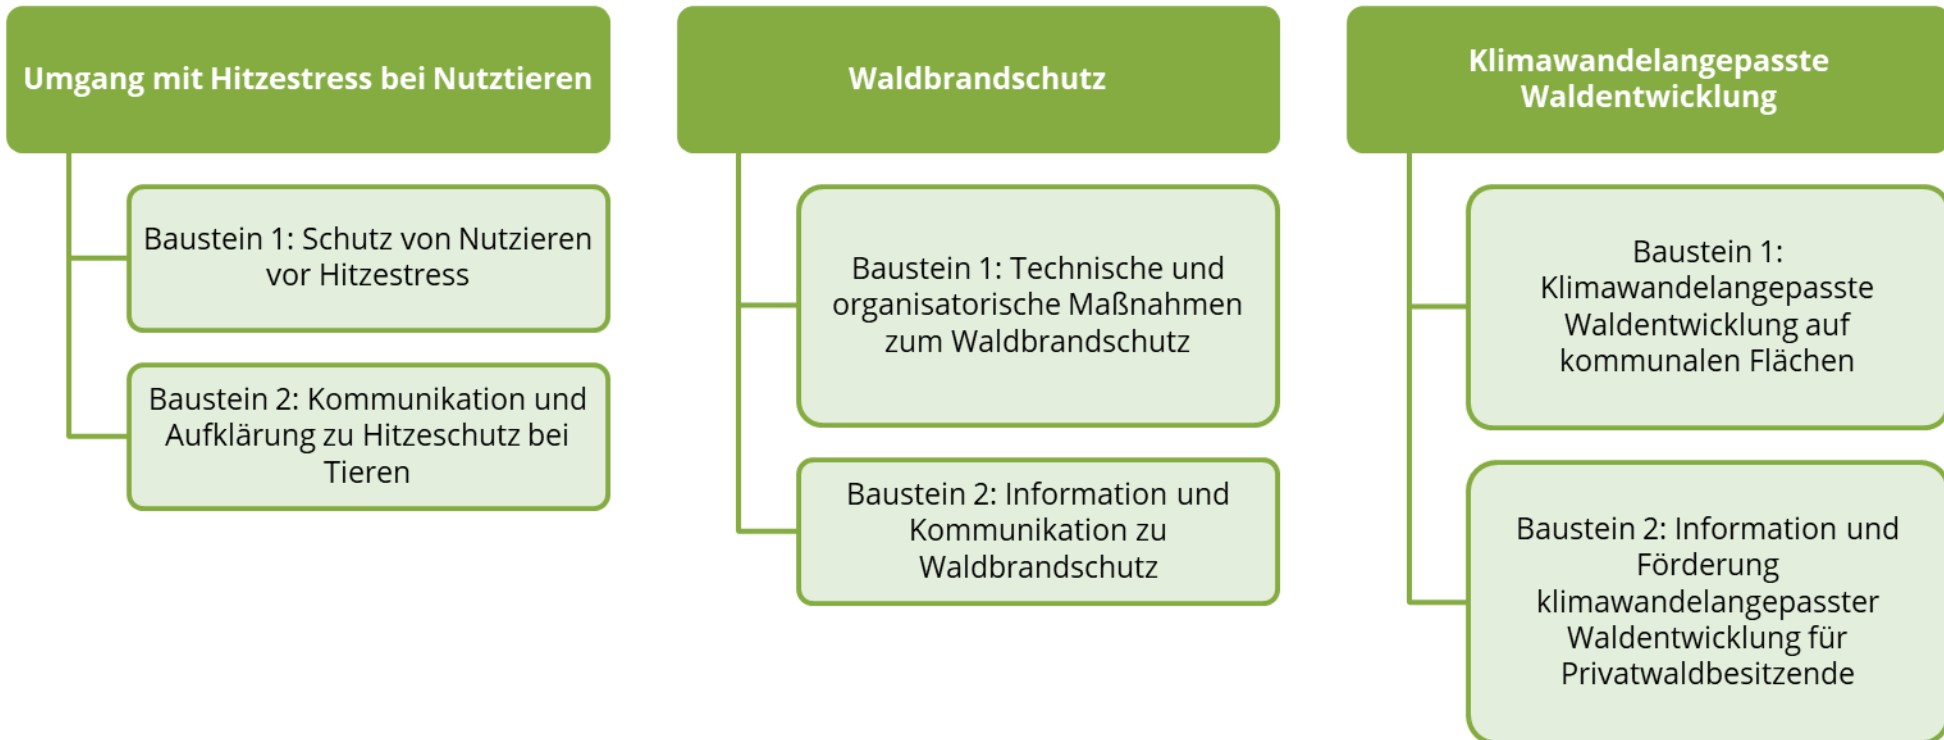 Umgang mit Hitzestress bei Nutztieren
Baustein 1: Schutz von Nutzieren
vor Hitzestress
Baustein 2: Kommunikation und
Aufklärung zu Hitzeschutz bei
Tieren
Waldbrandschutz
Baustein 1: Technische und
organisatorische Maßnahmen
zum Waldbrandschutz
Baustein 2: Information und
Kommunikation zu
Waldbrandschutz
Klimawandelangepasste
Waldentwicklung
Baustein 1:
Klimawandelangepasste
Waldentwicklung auf
kommunalen Flächen
Baustein 2: Information und
Förderung
klimawandelangepasster
Waldentwicklung für
Privatwaldbesitzende